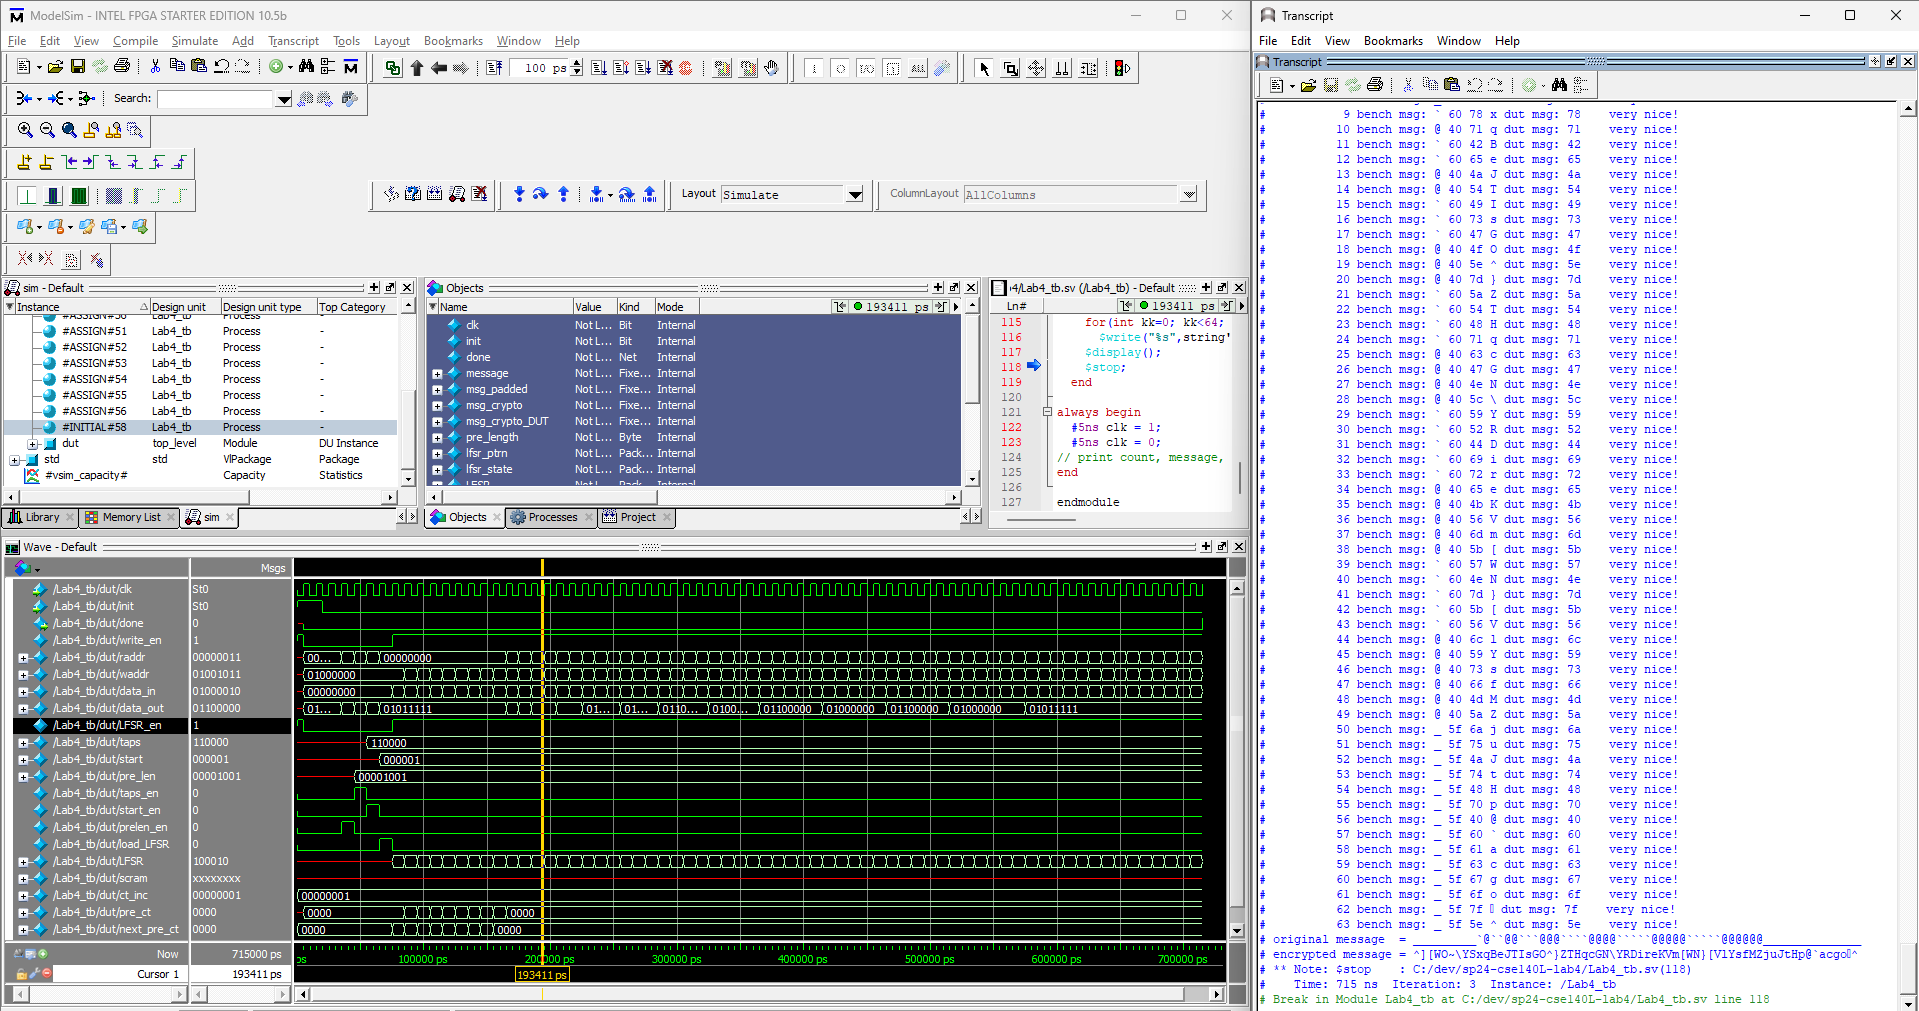 ModelSim - INTEL FPGA STARTER EDITION 10.5b
File Edit View Compile Simulate Add Transcript Tools Layout Bookmarks Window Help
100 ps
ALL
Search:
Layout Simulate
ColumnLayout AllColumns
sim - Default
Instance Design unit Design unit type Top Category
#ASSIGN#50 Lab4_tb Process -
#ASSIGN#51 Lab4_tb Process -
#ASSIGN#52 Lab4_tb Process -
#ASSIGN#53 Lab4_tb Process -
#ASSIGN#54 Lab4_tb Process -
#ASSIGN#55 Lab4_tb Process -
#ASSIGN#56 Lab4_tb Process -
#INITIAL#58 Lab4_tb Process -
dut top_level Module DU Instance
std std VlPackage Package
#vsim_capacity# Capacity Statistics
Library Memory List sim
Objects
Name Value Kind Mode 193411 ps
clk Not L... Bit Internal
init Not L... Bit Internal
done Not L... Net Internal
message Not L... Fixe... Internal
msg_padded Not L... Fixe... Internal
msg_crypto Not L... Fixe... Internal
msg_crypto_DUT Not L... Fixe... Internal
pre_length Not L... Byte Internal
lfsr_ptrn Not L... Pack... Internal
lfsr_state Not L... Pack... Internal
LFSR Not L... Pack... Internal
Objects Processes Project
04/Lab4_tb.sv (/Lab4_tb) - Default
Ln# 193411 ps
115 for(int kk=0; kk<64;
116 $write("%s",string'
117 $display();
118 $stop;
119 end
120
121 always begin
122 #5ns clk = 1;
123 #5ns clk = 0;
124 // print count, message,
125 end
126
127 endmodule
Wave - Default
Msgs
/Lab4_tb/dut/clk St0
/Lab4_tb/dut/init St0
/Lab4_tb/dut/done 0
/Lab4_tb/dut/write_en 1
/Lab4_tb/dut/raddr 00000011 00... 00000000
/Lab4_tb/dut/waddr 01001011 01000000
/Lab4_tb/dut/data_in 01000010 00000000
/Lab4_tb/dut/data_out 01100000 01... 01011111 01... 01... 0110... 0100... 01100000 01000000 01100000 01000000 01011111
/Lab4_tb/dut/LFSR_en 1
/Lab4_tb/dut/taps 110000 110000
/Lab4_tb/dut/start 000001 000001
/Lab4_tb/dut/pre_len 00001001 00001001
/Lab4_tb/dut/taps_en 0
/Lab4_tb/dut/start_en 0
/Lab4_tb/dut/prelen_en 0
/Lab4_tb/dut/load_LFSR 0
/Lab4_tb/dut/LFSR 100010
/Lab4_tb/dut/scram xxxxxxxx
/Lab4_tb/dut/ct_inc 00000001 00000001
/Lab4_tb/dut/pre_ct 0000 0000 0000
/Lab4_tb/dut/next_pre_ct 0000 0000 0000
Now 715000 ps ps 100000 ps 200000 ps 300000 ps 400000 ps 500000 ps 600000 ps 700000 ps
Cursor 1 193411 ps 193411 ps
Transcript
File Edit View Bookmarks Window Help
Transcript
# 9 bench msg: ` 60 78 x dut msg: 78 very nice!
# 10 bench msg: @ 40 71 q dut msg: 71 very nice!
# 11 bench msg: ` 60 42 B dut msg: 42 very nice!
# 12 bench msg: ` 60 65 e dut msg: 65 very nice!
# 13 bench msg: @ 40 4a J dut msg: 4a very nice!
# 14 bench msg: @ 40 54 T dut msg: 54 very nice!
# 15 bench msg: ` 60 49 I dut msg: 49 very nice!
# 16 bench msg: ` 60 73 s dut msg: 73 very nice!
# 17 bench msg: ` 60 47 G dut msg: 47 very nice!
# 18 bench msg: @ 40 4f O dut msg: 4f very nice!
# 19 bench msg: @ 40 5e ^ dut msg: 5e very nice!
# 20 bench msg: @ 40 7d } dut msg: 7d very nice!
# 21 bench msg: ` 60 5a Z dut msg: 5a very nice!
# 22 bench msg: ` 60 54 T dut msg: 54 very nice!
# 23 bench msg: ` 60 48 H dut msg: 48 very nice!
# 24 bench msg: ` 60 71 q dut msg: 71 very nice!
# 25 bench msg: @ 40 63 c dut msg: 63 very nice!
# 26 bench msg: @ 40 47 G dut msg: 47 very nice!
# 27 bench msg: @ 40 4e N dut msg: 4e very nice!
# 28 bench msg: @ 40 5c \ dut msg: 5c very nice!
# 29 bench msg: ` 60 59 Y dut msg: 59 very nice!
# 30 bench msg: ` 60 52 R dut msg: 52 very nice!
# 31 bench msg: ` 60 44 D dut msg: 44 very nice!
# 32 bench msg: ` 60 69 i dut msg: 69 very nice!
# 33 bench msg: ` 60 72 r dut msg: 72 very nice!
# 34 bench msg: @ 40 65 e dut msg: 65 very nice!
# 35 bench msg: @ 40 4b K dut msg: 4b very nice!
# 36 bench msg: @ 40 56 V dut msg: 56 very nice!
# 37 bench msg: @ 40 6d m dut msg: 6d very nice!
# 38 bench msg: @ 40 5b [ dut msg: 5b very nice!
# 39 bench msg: ` 60 57 W dut msg: 57 very nice!
# 40 bench msg: ` 60 4e N dut msg: 4e very nice!
# 41 bench msg: ` 60 7d } dut msg: 7d very nice!
# 42 bench msg: ` 60 5b [ dut msg: 5b very nice!
# 43 bench msg: ` 60 56 V dut msg: 56 very nice!
# 44 bench msg: @ 40 6c l dut msg: 6c very nice!
# 45 bench msg: @ 40 59 Y dut msg: 59 very nice!
# 46 bench msg: @ 40 73 s dut msg: 73 very nice!
# 47 bench msg: @ 40 66 f dut msg: 66 very nice!
# 48 bench msg: @ 40 4d M dut msg: 4d very nice!
# 49 bench msg: @ 40 5a Z dut msg: 5a very nice!
# 50 bench msg: _ 5f 6a j dut msg: 6a very nice!
# 51 bench msg: _ 5f 75 u dut msg: 75 very nice!
# 52 bench msg: _ 5f 4a J dut msg: 4a very nice!
# 53 bench msg: _ 5f 74 t dut msg: 74 very nice!
# 54 bench msg: _ 5f 48 H dut msg: 48 very nice!
# 55 bench msg: _ 5f 70 p dut msg: 70 very nice!
# 56 bench msg: _ 5f 40 @ dut msg: 40 very nice!
# 57 bench msg: _ 5f 60 ` dut msg: 60 very nice!
# 58 bench msg: _ 5f 61 a dut msg: 61 very nice!
# 59 bench msg: _ 5f 63 c dut msg: 63 very nice!
# 60 bench msg: _ 5f 67 g dut msg: 67 very nice!
# 61 bench msg: _ 5f 6f o dut msg: 6f very nice!
# 62 bench msg: _ 5f 7f dut msg: 7f very nice!
# 63 bench msg: _ 5f 5e ^ dut msg: 5e very nice!
# original message = _________`@``@@```@@@````@@@@`````@@@@@`````@@@@@@______________
# encrypted message = ^][WO~\YSxqBeJTIsGO^}ZTHqcGN\YRDireKVm[WN}[VlYsfMZjuJtHp@`acgo^
# ** Note: $stop : C:/dev/sp24-cse140L-lab4/Lab4_tb.sv(118)
# Time: 715 ns Iteration: 3 Instance: /Lab4_tb
# Break in Module Lab4_tb at C:/dev/sp24-cse140L-lab4/Lab4_tb.sv line 118